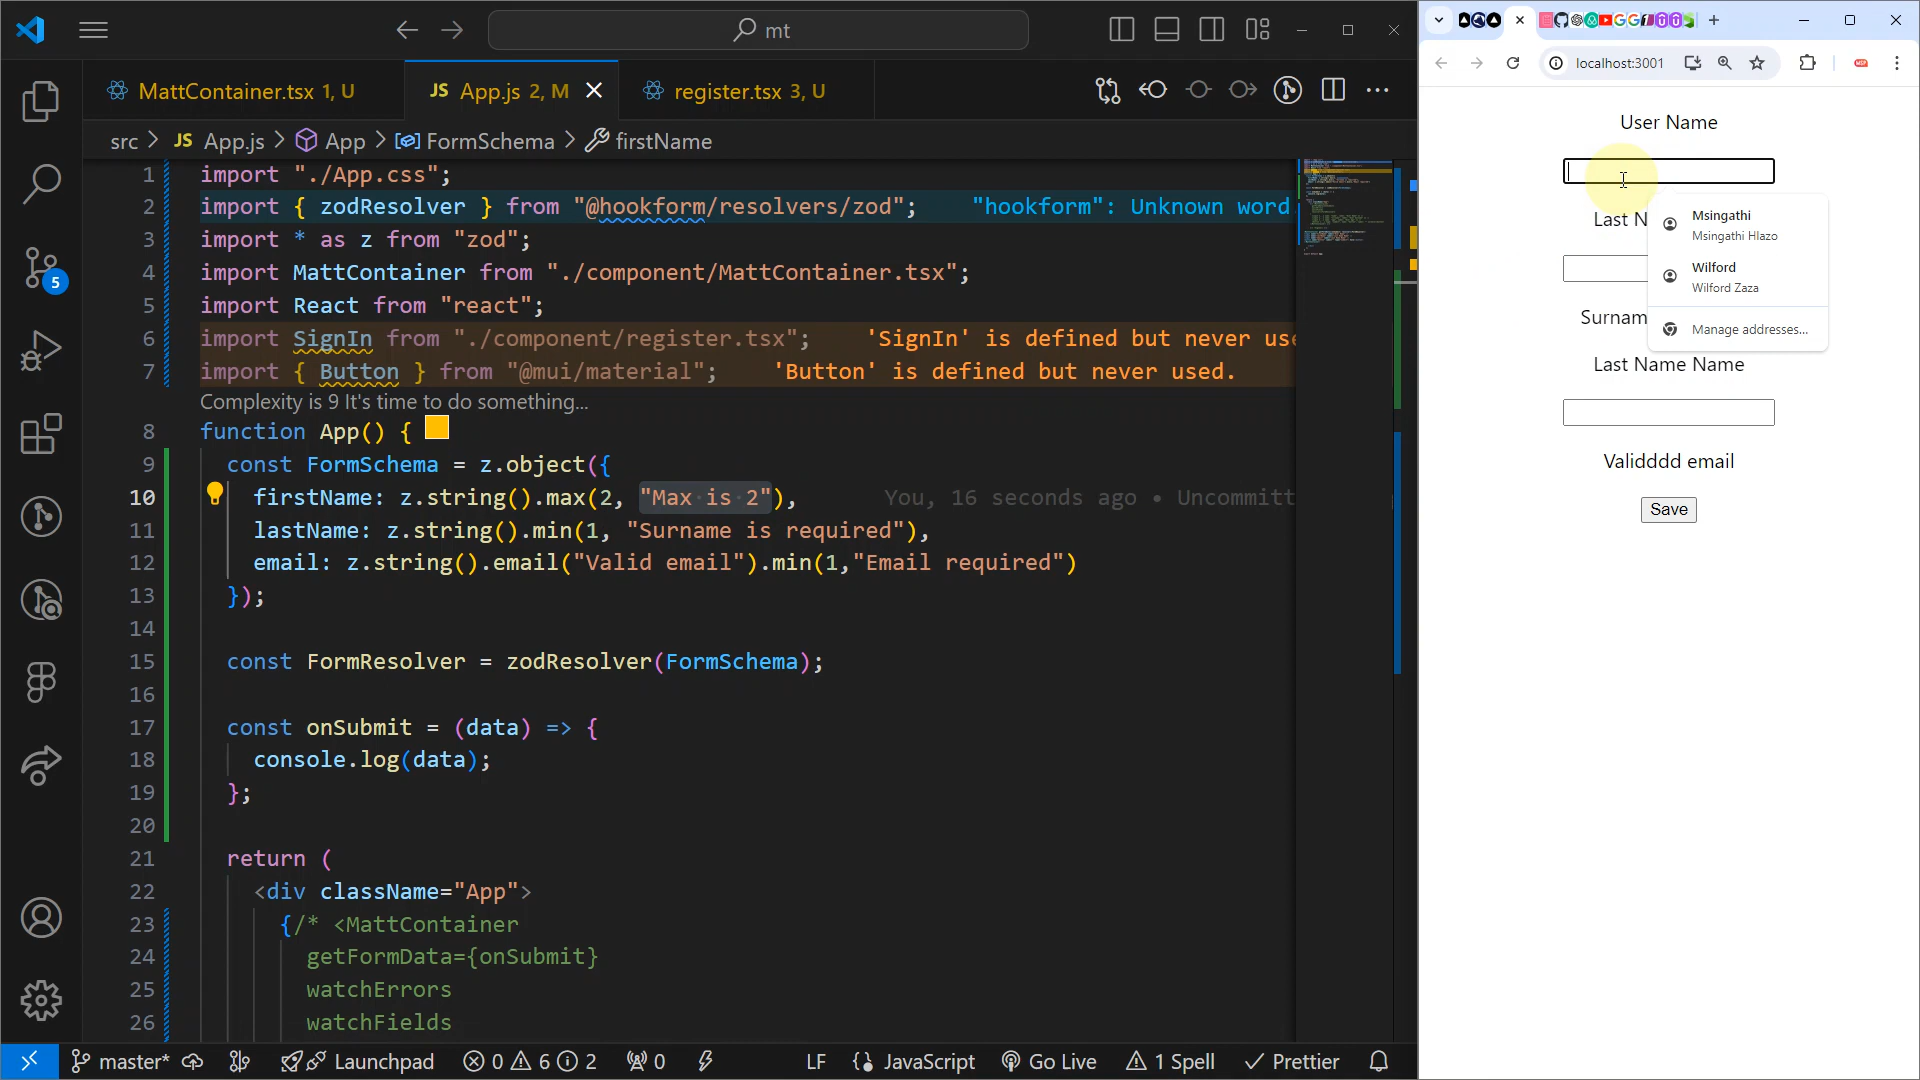 mt
MattContainer.tsx 1, U
JS App.js 2, M
register.tsx 3, U
src > JS App.js > App > FormSchema > firstName
1 import "./App.css";
2 import { zodResolver } from "@hookform/resolvers/zod"; "hookform": Unknown word.
3 import * as z from "zod";
4 import MattContainer from "./component/MattContainer.tsx";
5 import React from "react";
6 import SignIn from "./component/register.tsx"; 'SignIn' is defined but never use
7 import { Button } from "@mui/material"; 'Button' is defined but never used.
Complexity is 9 It's time to do something...
8 function App() {
9 const FormSchema = z.object({
10 firstName: z.string().max(2, "Max is 2"), You, 16 seconds ago • Uncommitt
11 lastName: z.string().min(1, "Surname is required"),
12 email: z.string().email("Valid email").min(1,"Email required")
13 });
14
15 const FormResolver = zodResolver(FormSchema);
16
17 const onSubmit = (data) => {
18 console.log(data);
19 };
20
21 return (
22 <div className="App">
23 {/* <MattContainer
24 getFormData={onSubmit}
25 watchErrors
26 watchFields
5
master*
Launchpad
0 6 2
0
LF
{} JavaScript
Go Live
1 Spell
Prettier
localhost:3001
User Name
Last N
Msingathi
Msingathi Hlazo
Wilford
Wilford Zaza
Manage addresses...
Surnam
Last Name Name
Validddd email
Save